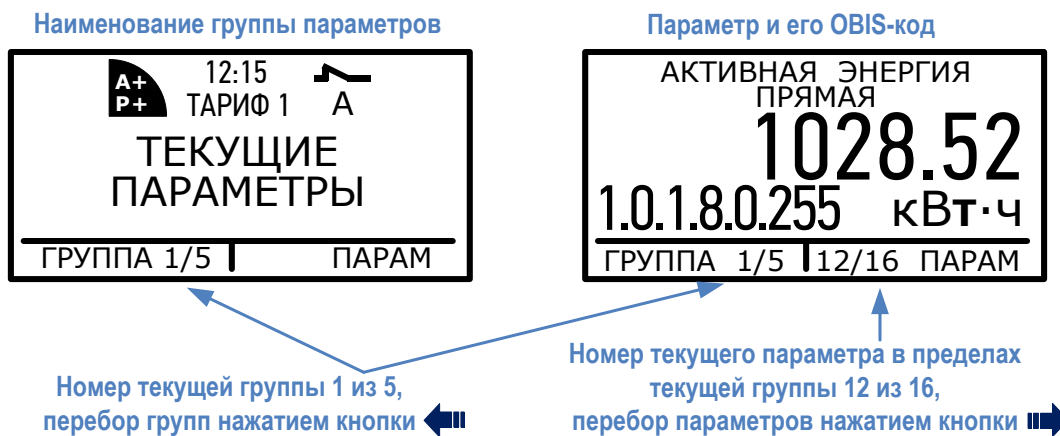 Наименование группы параметров
A+
P+
12:15
ТАРИФ 1
A
ТЕКУЩИЕ
ПАРАМЕТРЫ
ГРУППА 1/5
ПАРАМ
Параметр и его OBIS-код
АКТИВНАЯ ЭНЕРГИЯ
ПРЯМАЯ
1028.52
1.0.1.8.0.255 кВт·ч
ГРУППА 1/5
12/16 ПАРАМ
Номер текущей группы 1 из 5,
перебор групп нажатием кнопки
Номер текущего параметра в пределах
текущей группы 12 из 16,
перебор параметров нажатием кнопки